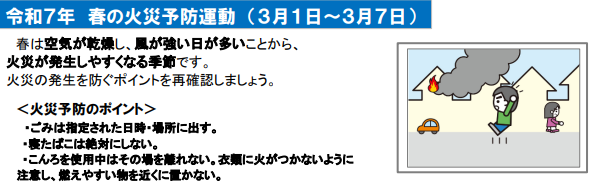 令和7年　春の火災予防運動（３月１日～３月７日）
春は空気が乾燥し、風が強い日が多いことから、
火災が発生しやすくなる季節です。
火災の発生を防ぐポイントを再確認しましょう。
＜火災予防のポイント＞
・ごみは指定された日時・場所に出す。
・寝たばこは絶対にしない。
・こんろを使用中はその場を離れない。衣類に火がつかないように
注意し、燃えやすい物を近くに置かない。